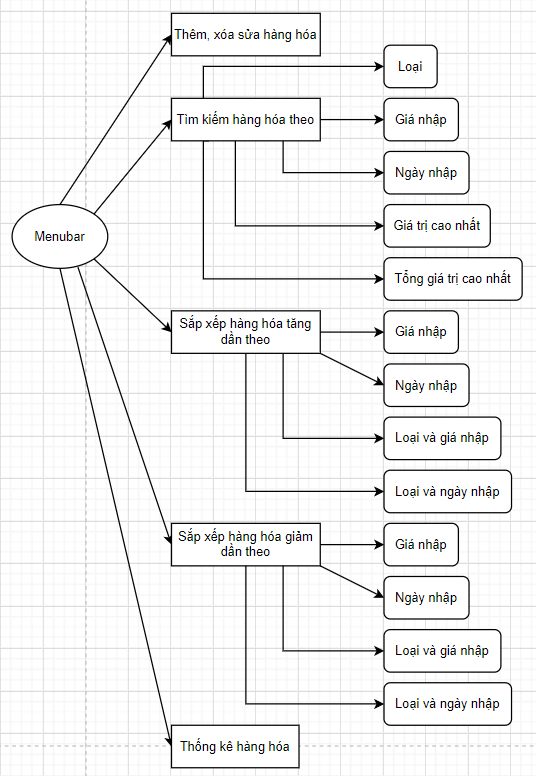 Thêm, xóa sửa hàng hóa
Loại
Tìm kiếm hàng hóa theo
Giá nhập
Ngày nhập
Menubar
Giá trị cao nhất
Tổng giá trị cao nhất
Sắp xếp hàng hóa tăng
dần theo
Giá nhập
Ngày nhập
Loại và giá nhập
Loại và ngày nhập
Sắp xếp hàng hóa giảm
dần theo
Giá nhập
Ngày nhập
Loại và giá nhập
Loại và ngày nhập
Thống kê hàng hóa